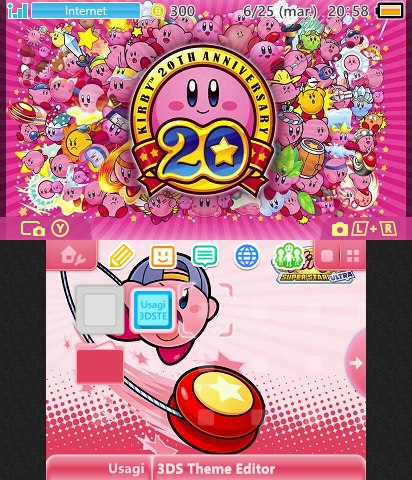 Internet
300
6/25 (mar) 20:58
KIRBY™ 20TH ANNIVERSARY
20
Y
L+R
SUPER STAR ULTRA
Usagi
3DSTE
Usagi 3DS Theme Editor